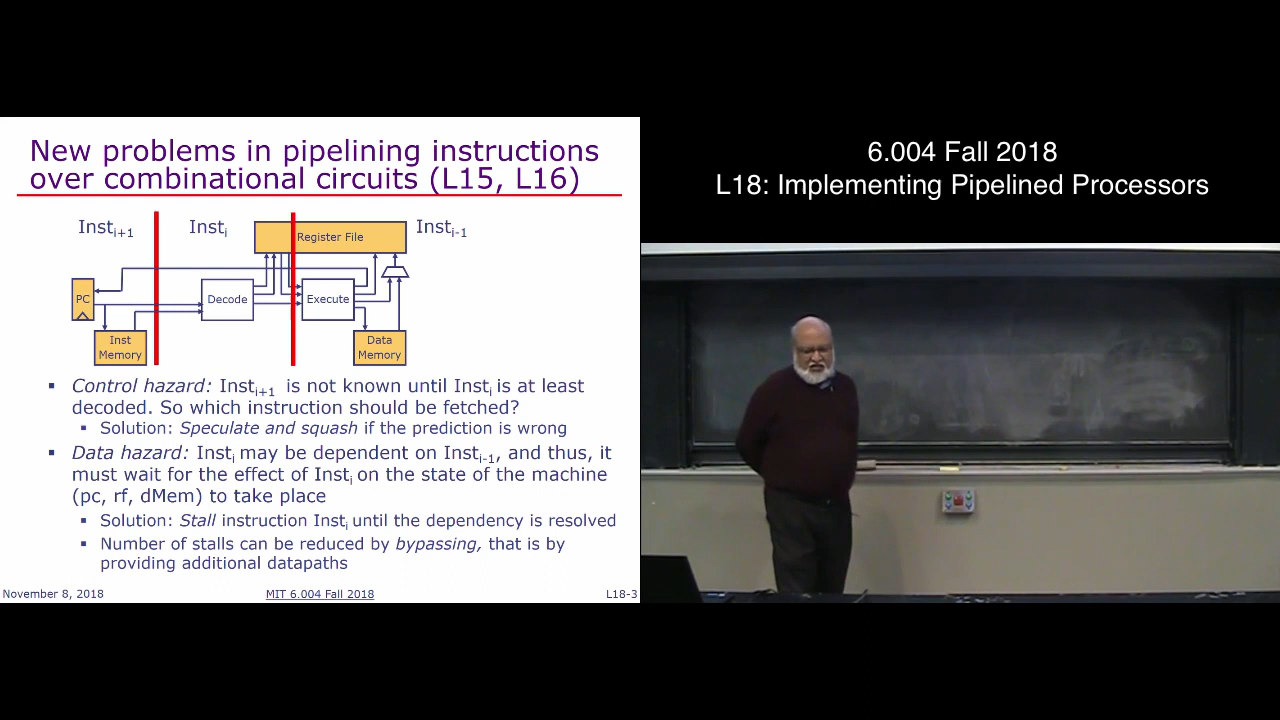 New problems in pipelining instructions
over combinational circuits (L15, L16)
Inst_{i+1}
Inst_i
Inst_{i-1}
Register File
PC
Decode
Execute
Inst
Memory
Data
Memory
▪ Control hazard: Inst_{i+1} is not known until Inst_i is at least
decoded. So which instruction should be fetched?
▪ Solution: Speculate and squash if the prediction is wrong
▪ Data hazard: Inst_i may be dependent on Inst_{i-1}, and thus, it
must wait for the effect of Inst_i on the state of the machine
(pc, rf, dMem) to take place
▪ Solution: Stall instruction Inst_i until the dependency is resolved
▪ Number of stalls can be reduced by bypassing, that is by
providing additional datapaths
November 8, 2018
MIT 6.004 Fall 2018
L18-3
6.004 Fall 2018
L18: Implementing Pipelined Processors